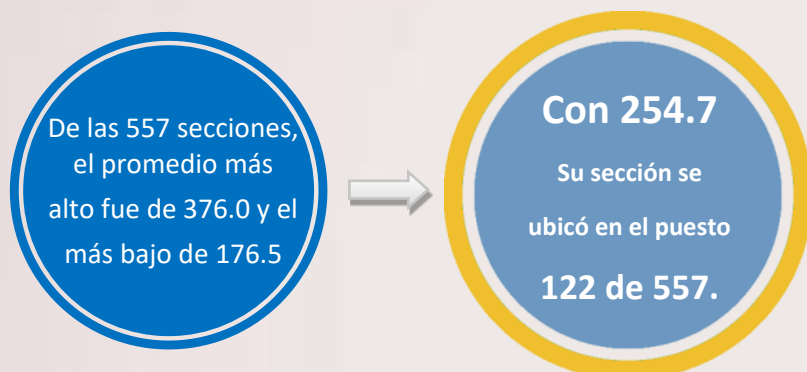 De las 557 secciones,
el promedio más
alto fue de 376.0 y el
más bajo de 176.5
Con 254.7
Su sección se
ubicó en el puesto
122 de 557.